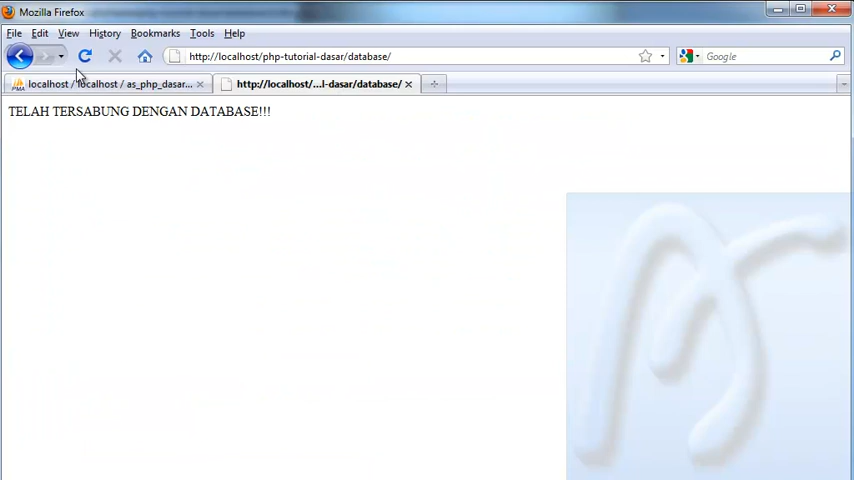 Mozilla Firefox
File Edit View History Bookmarks Tools Help
http://localhost/php-tutorial-dasar/database/ Google
PMA localhost / localhost / as_php_dasar... http://localhost/...l-dasar/database/
TELAH TERSABUNG DENGAN DATABASE!!!